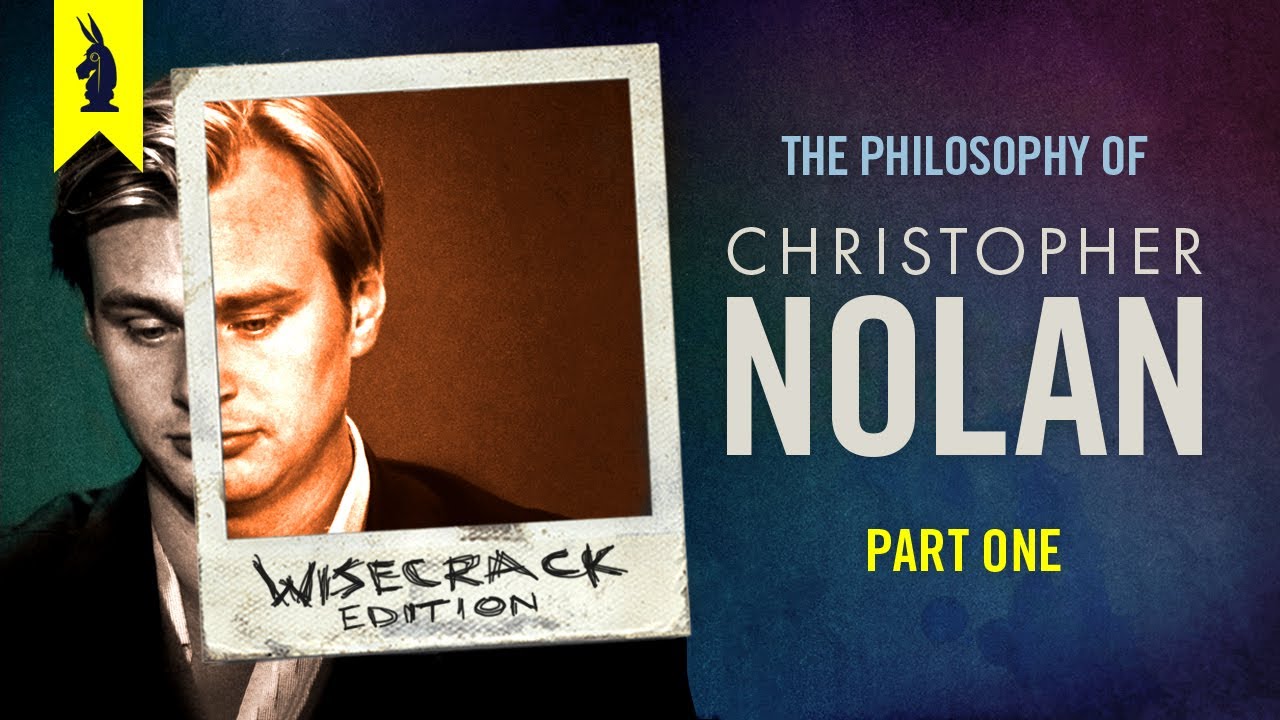 THE PHILOSOPHY OF
CHRISTOPHER
NOLAN
PART ONE
WISECRACK
EDITION